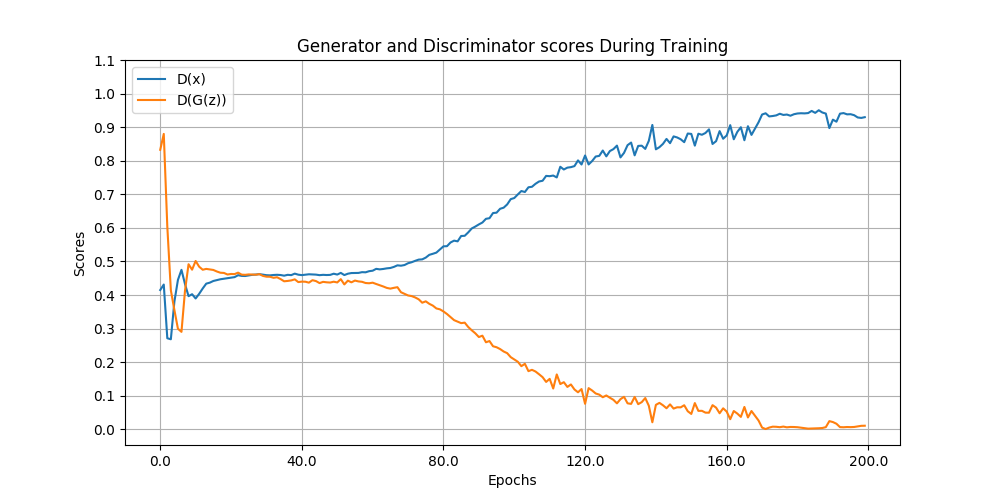 Generator and Discriminator scores During Training
D(x)
D(G(z))
1.1
1.0
0.9
0.8
0.7
0.6
0.5
0.4
0.3
0.2
0.1
0.0
Scores
0.0 40.0 80.0 120.0 160.0 200.0
Epochs